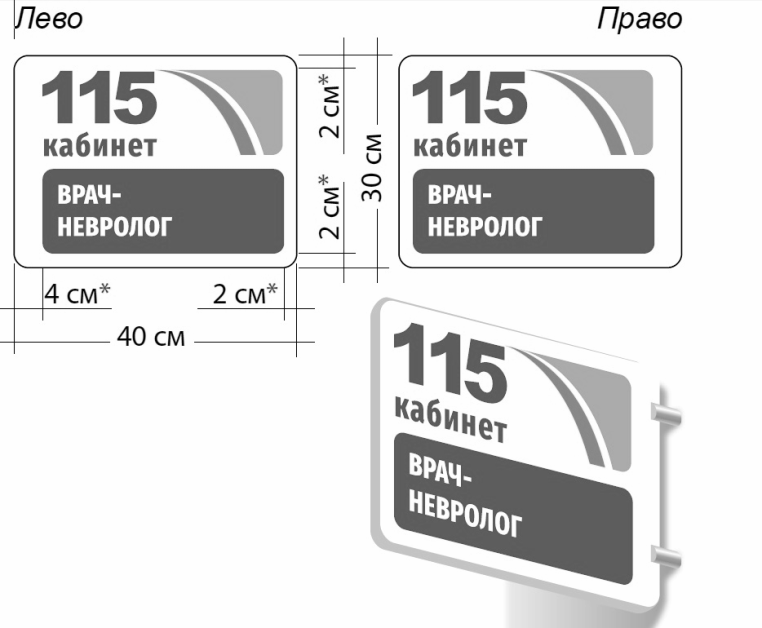 Лево
Право
115
кабинет
ВРАЧ-
НЕВРОЛОГ
2 см*
2 см*
30 см
4 см*
2 см*
40 см
115
кабинет
ВРАЧ-
НЕВРОЛОГ
115
кабинет
ВРАЧ-
НЕВРОЛОГ